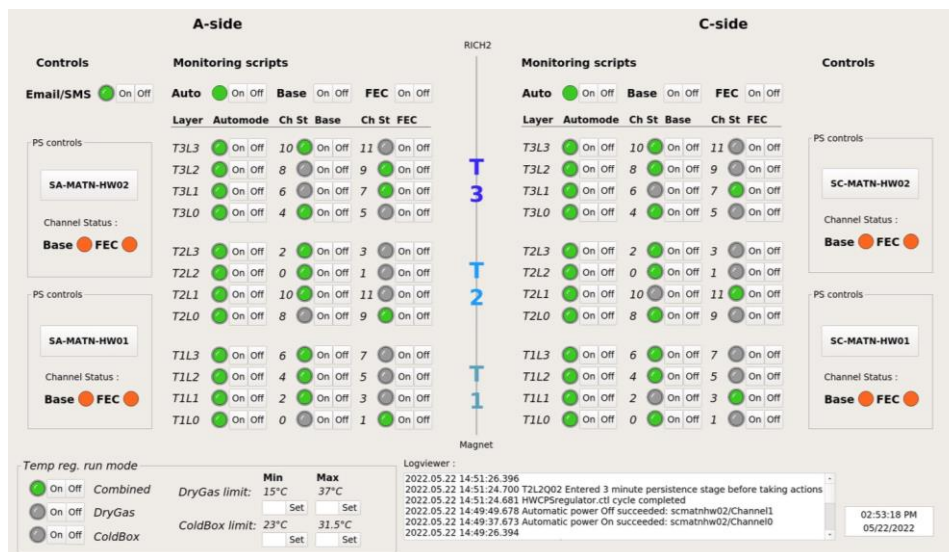 A-side C-side
RICH2
Controls Monitoring scripts Monitoring scripts Controls
Email/SMS On Off Auto On Off Base On Off FEC On Off Auto On Off Base On Off FEC On Off
Layer Automode Ch St Base Ch St FEC Layer Automode Ch St Base Ch St FEC
PS controls T3L3 On Off 10 On Off 11 On Off T3L3 On Off 10 On Off 11 On Off PS controls
T3L2 On Off 8 On Off 9 On Off T T3L2 On Off 8 On Off 9 On Off
SA-MATN-HW02 T3L1 On Off 6 On Off 7 On Off 3 T3L1 On Off 6 On Off 7 On Off SC-MATN-HW02
T3L0 On Off 4 On Off 5 On Off T3L0 On Off 4 On Off 5 On Off
Channel Status : Channel Status :
Base FEC T2L3 On Off 2 On Off 3 On Off T2L3 On Off 2 On Off 3 On Off Base FEC
T2L2 On Off 0 On Off 1 On Off T T2L2 On Off 0 On Off 1 On Off
PS controls T2L1 On Off 10 On Off 11 On Off 2 T2L1 On Off 10 On Off 11 On Off PS controls
T2L0 On Off 8 On Off 9 On Off T2L0 On Off 8 On Off 9 On Off
SA-MATN-HW01 SC-MATN-HW01
T1L3 On Off 6 On Off 7 On Off T1L3 On Off 6 On Off 7 On Off
Channel Status : T1L2 On Off 4 On Off 5 On Off T T1L2 On Off 4 On Off 5 On Off Channel Status :
Base FEC T1L1 On Off 2 On Off 3 On Off 1 T1L1 On Off 2 On Off 3 On Off Base FEC
T1L0 On Off 0 On Off 1 On Off T1L0 On Off 0 On Off 1 On Off
Magnet
Temp reg. run mode
Min Max
On Off Combined DryGas limit: 15°C 37°C
On Off DryGas Set Set
On Off ColdBox ColdBox limit: 23°C 31.5°C
Set Set
Logviewer :
2022.05.22 14:51:26.396
2022.05.22 14:51:24.700 T2L2Q02 Entered 3 minute persistence stage before taking actions
2022.05.22 14:51:24.681 HWCPSregulator.ctl cycle completed
2022.05.22 14:49:49.678 Automatic power Off succeeded: scmatnhw02/Channel1
2022.05.22 14:49:37.673 Automatic power On succeeded: scmatnhw02/Channel0
2022.05.22 14:49:26.394
02:53:18 PM
05/22/2022